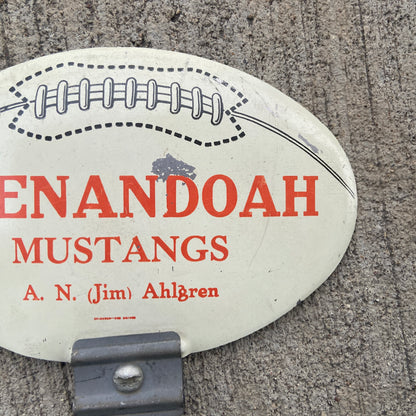 ENANDOAH
MUSTANGS
A. N. (Jim) Ahlgren